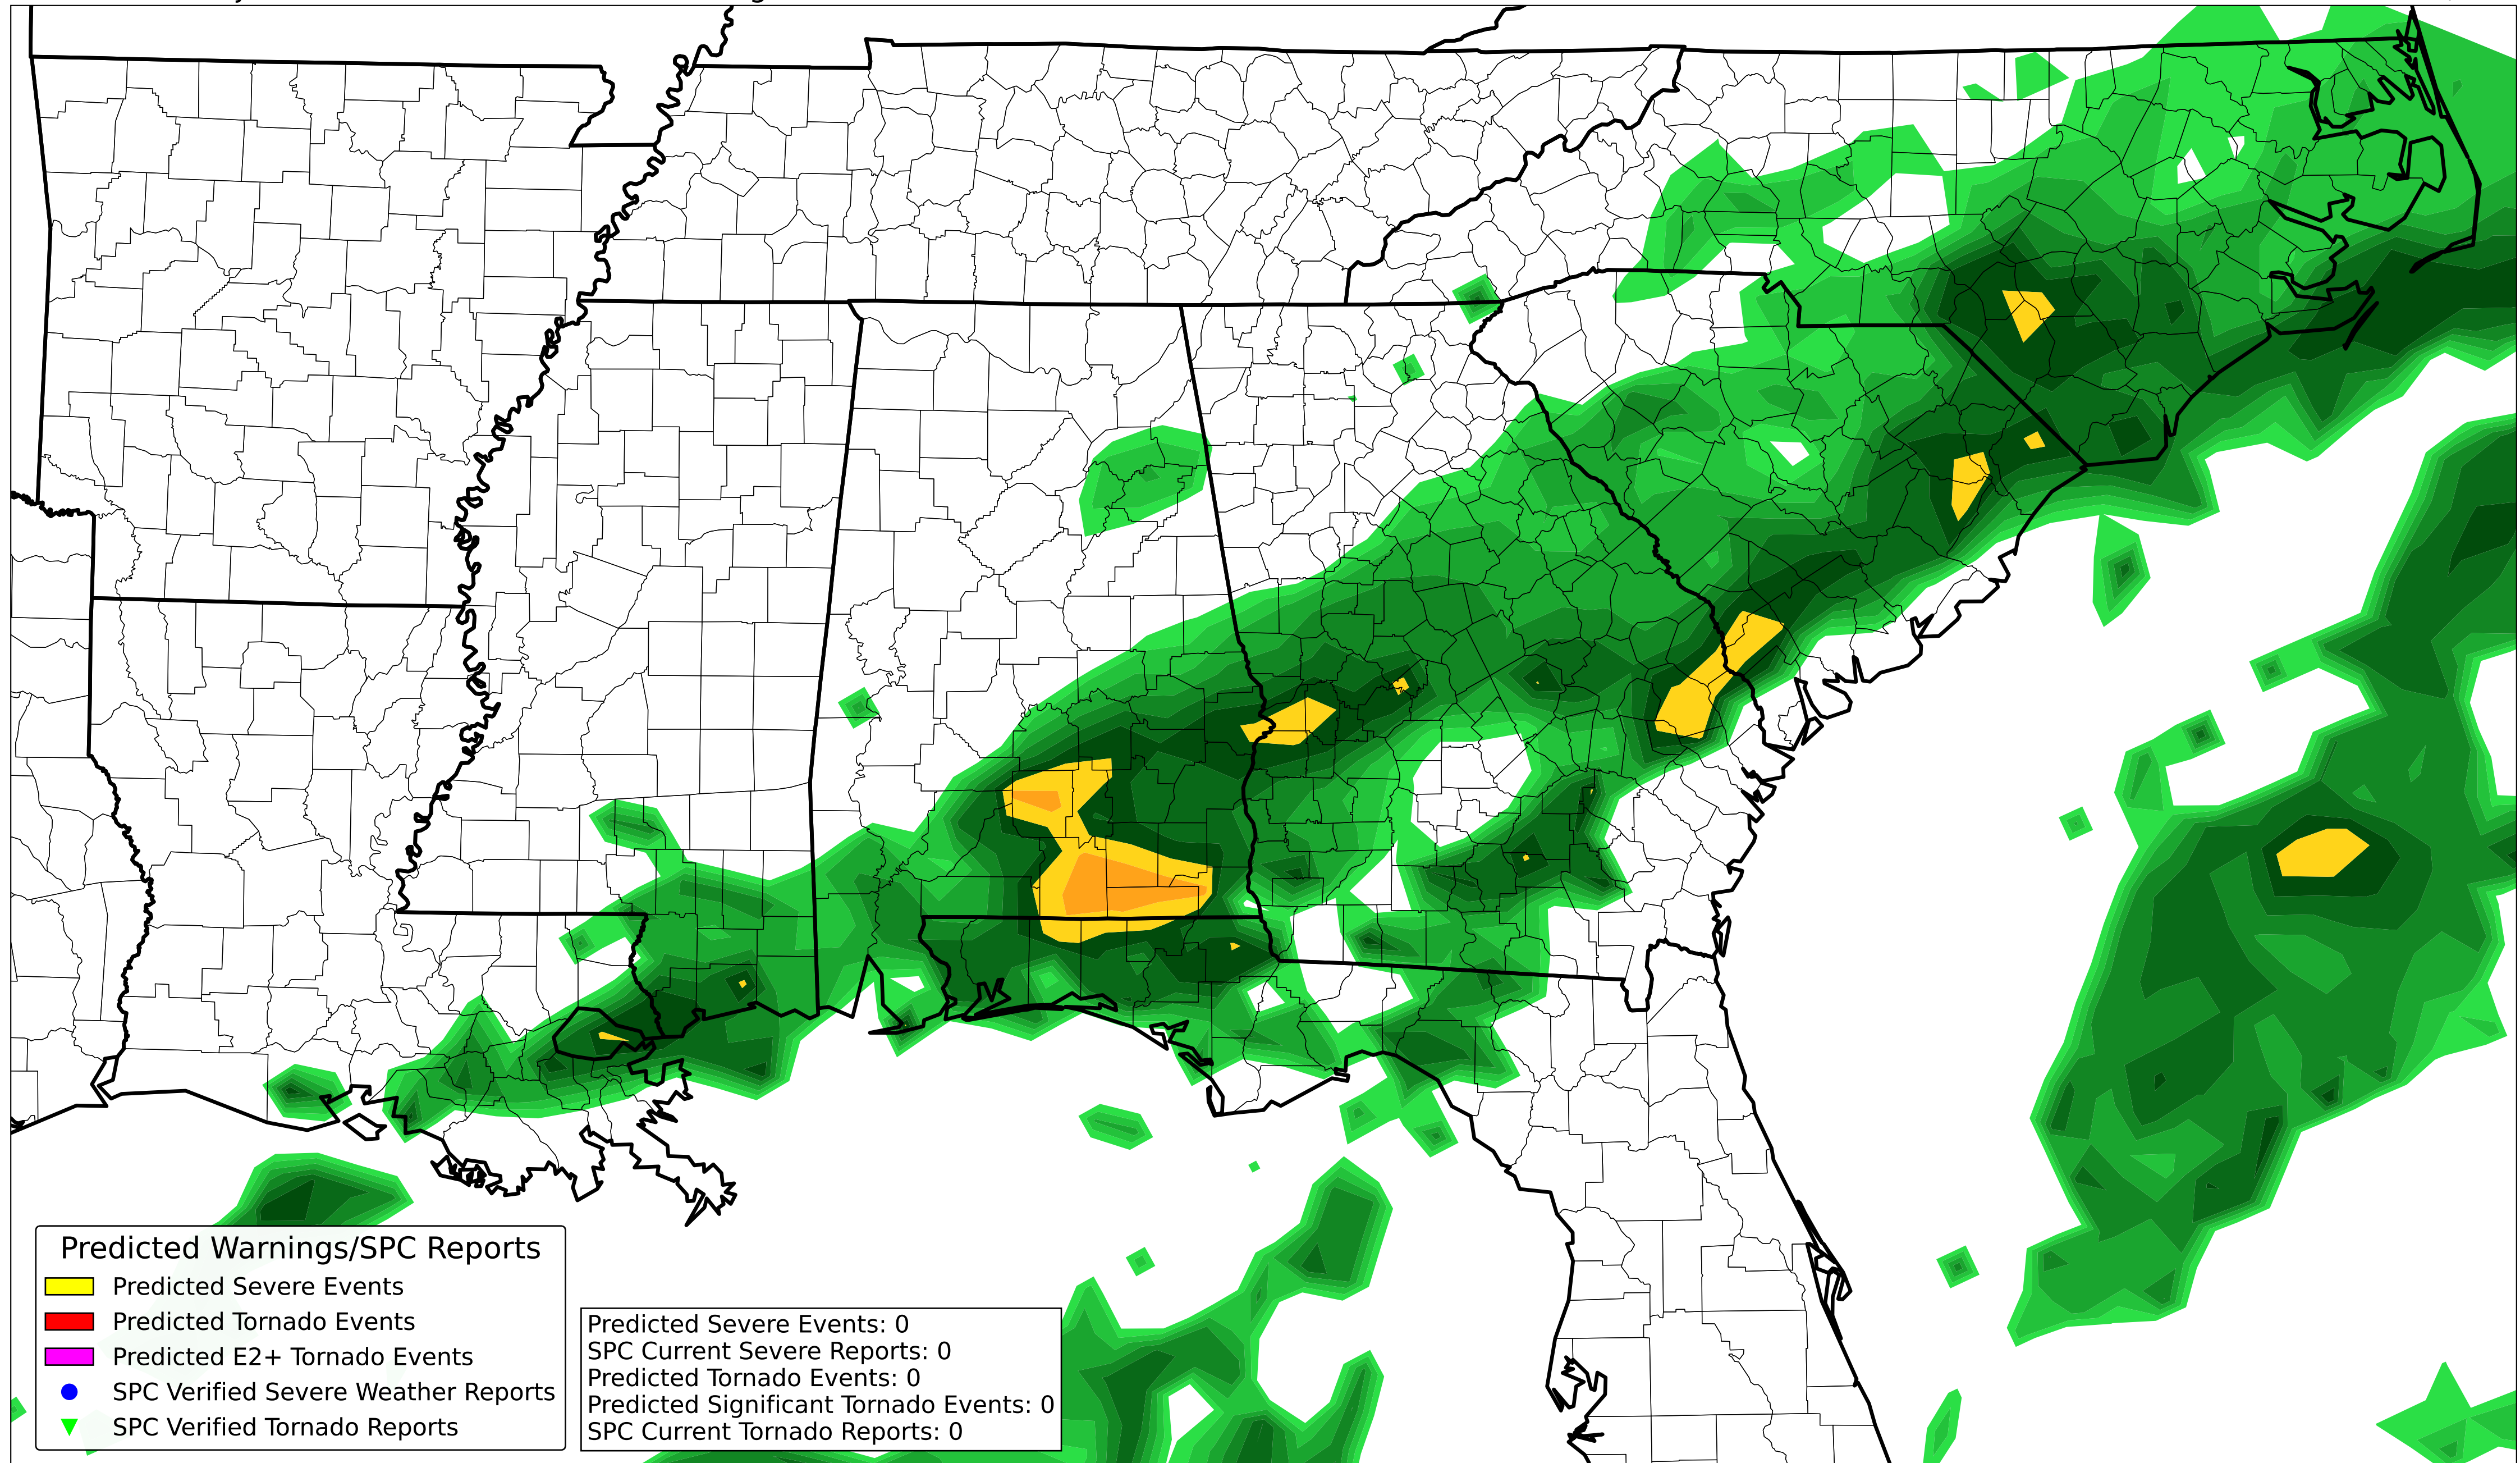 Predicted Warnings/SPC Reports
Predicted Severe Events
Predicted Tornado Events
Predicted E2+ Tornado Events
SPC Verified Severe Weather Reports
SPC Verified Tornado Reports
Predicted Severe Events: 0
SPC Current Severe Reports: 0
Predicted Tornado Events: 0
Predicted Significant Tornado Events: 0
SPC Current Tornado Reports: 0